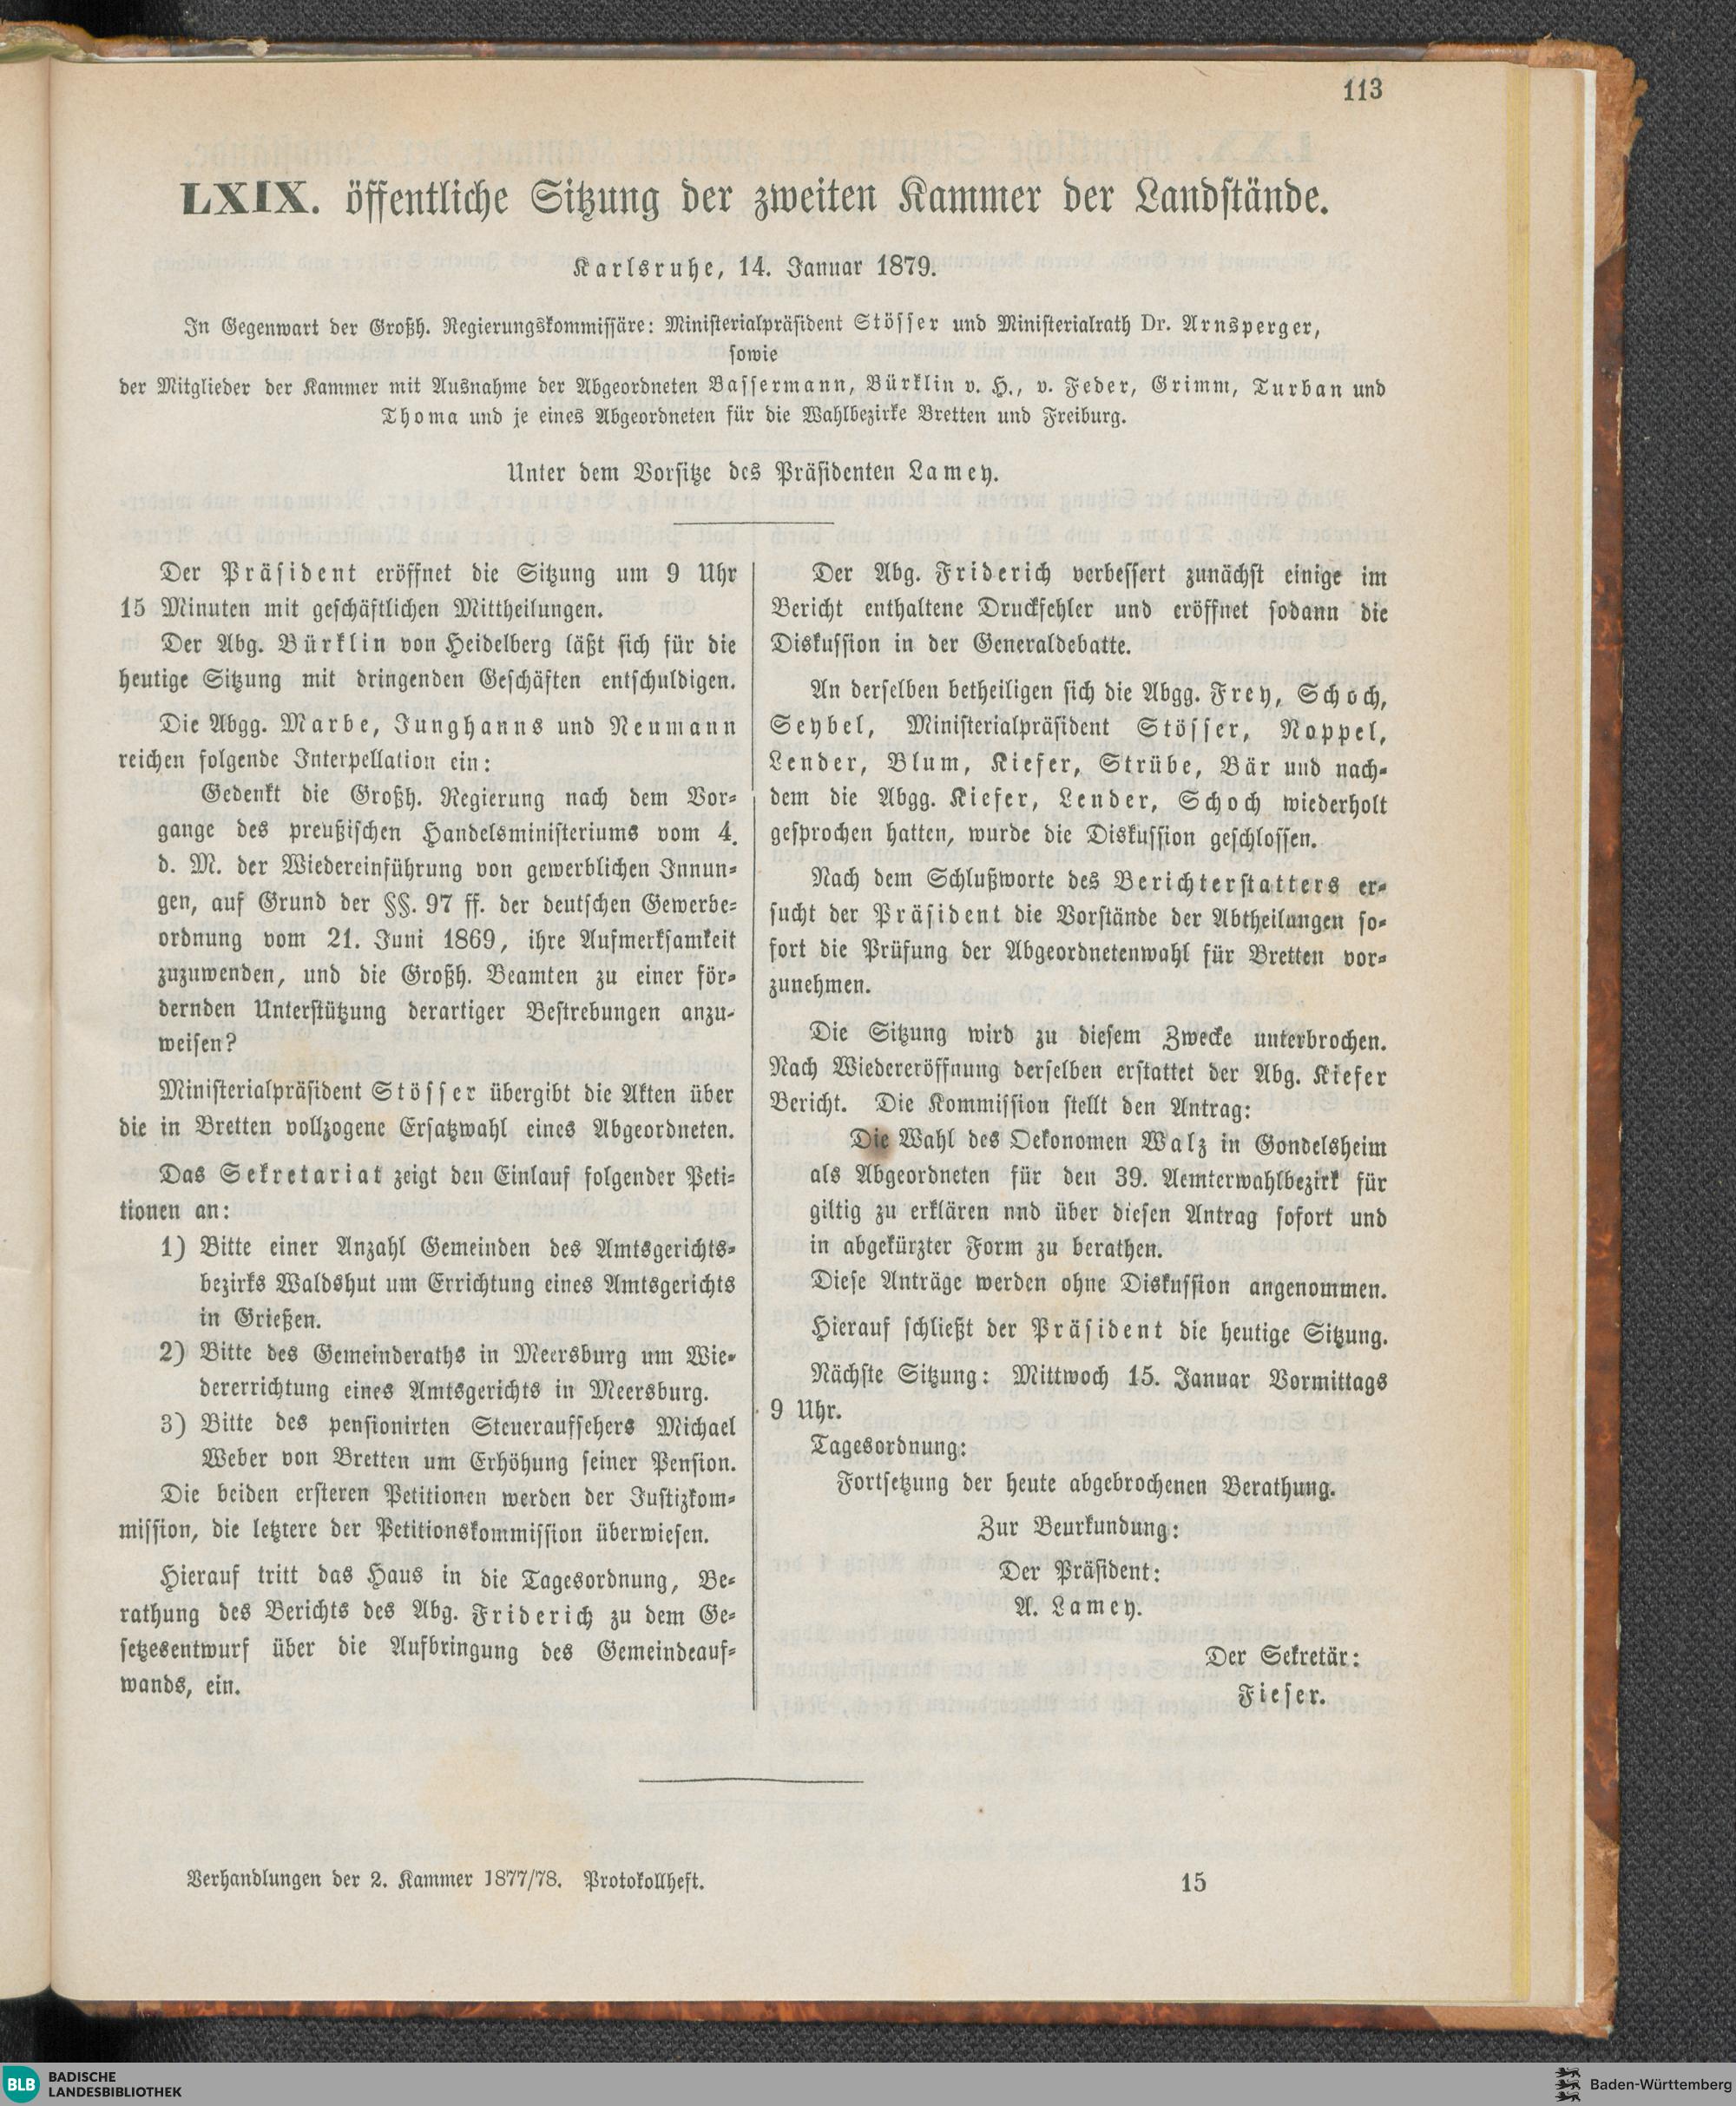 113
LXIX. öffentliche Sitzung der zweiten Kammer der Landstände.
Karlsruhe, 14. Januar 1879.
In Gegenwart der Großh. Regierungskommissäre: Ministerialpräsident Stösser und Ministerialrath Dr. Arnsperger,
sowie
der Mitglieder der Kammer mit Ausnahme der Abgeordneten Bassermann, Bürklin v. H., v. Feder, Grimm, Turban und
Thoma und je eines Abgeordneten für die Wahlbezirke Bretten und Freiburg.
Unter dem Vorsitze des Präsidenten Lamey.
Der Präsident eröffnet die Sitzung um 9 Uhr
15 Minuten mit geschäftlichen Mittheilungen.
Der Abg. Bürklin von Heidelberg läßt sich für die
heutige Sitzung mit dringenden Geschäften entschuldigen.
Die Abgg. Marbe, Junghanns und Neumann
reichen folgende Interpellation ein:
Gedenkt die Großh. Regierung nach dem Vor-
gange des preußischen Handelsministeriums vom 4.
d. M. der Wiedereinführung von gewerblichen Innun-
gen, auf Grund der §§. 97 ff. der deutschen Gewerbe-
ordnung vom 21. Juni 1869, ihre Aufmerksamkeit
zuzuwenden, und die Großh. Beamten zu einer för-
dernden Unterstützung derartiger Bestrebungen anzu-
weisen?
Ministerialpräsident Stösser übergibt die Akten über
die in Bretten vollzogene Ersatzwahl eines Abgeordneten.
Das Sekretariat zeigt den Einlauf folgender Peti-
tionen an:
1) Bitte einer Anzahl Gemeinden des Amtsgerichts-
bezirks Waldshut um Errichtung eines Amtsgerichts
in Grießen.
2) Bitte des Gemeinderaths in Meersburg um Wie-
dererrichtung eines Amtsgerichts in Meersburg.
3) Bitte des pensionirten Steueraufsehers Michael
Weber von Bretten um Erhöhung seiner Pension.
Die beiden ersteren Petitionen werden der Justizkom-
mission, die letztere der Petitionskommission überwiesen.
Hierauf tritt das Haus in die Tagesordnung, Be-
rathung des Berichts des Abg. Friderich zu dem Ge-
setzesentwurf über die Aufbringung des Gemeindeauf-
wands, ein.
Der Abg. Friderich verbessert zunächst einige im
Bericht enthaltene Druckfehler und eröffnet sodann die
Diskussion in der Generaldebatte.
An derselben betheiligen sich die Abgg. Frey, Schoch,
Seybel, Ministerialpräsident Stösser, Noppel,
Lender, Blum, Kiefer, Strübe, Bär und nach-
dem die Abgg. Kiefer, Lender, Schoch wiederholt
gesprochen hatten, wurde die Diskussion geschlossen.
Nach dem Schlußworte des Berichterstatters er-
sucht der Präsident die Vorstände der Abtheilungen so-
fort die Prüfung der Abgeordnetenwahl für Bretten vor-
zunehmen.
Die Sitzung wird zu diesem Zwecke unterbrochen.
Nach Wiedereröffnung derselben erstattet der Abg. Kiefer
Bericht. Die Kommission stellt den Antrag:
Die Wahl des Oekonomen Walz in Gondelsheim
als Abgeordneten für den 39. Aemterwahlbezirk für
giltig zu erklären nnd über diesen Antrag sofort und
in abgekürzter Form zu berathen.
Diese Anträge werden ohne Diskussion angenommen.
Hierauf schließt der Präsident die heutige Sitzung.
Nächste Sitzung: Mittwoch 15. Januar Vormittags
9 Uhr.
Tagesordnung:
Fortsetzung der heute abgebrochenen Berathung.
Zur Beurkundung:
Der Präsident:
A. Lamey.
Der Sekretär:
Fieser.
Verhandlungen der 2. Kammer 1877/78. Protokollheft. 15
BLB BADISCHE
LANDESBIBLIOTHEK
Baden-Württemberg